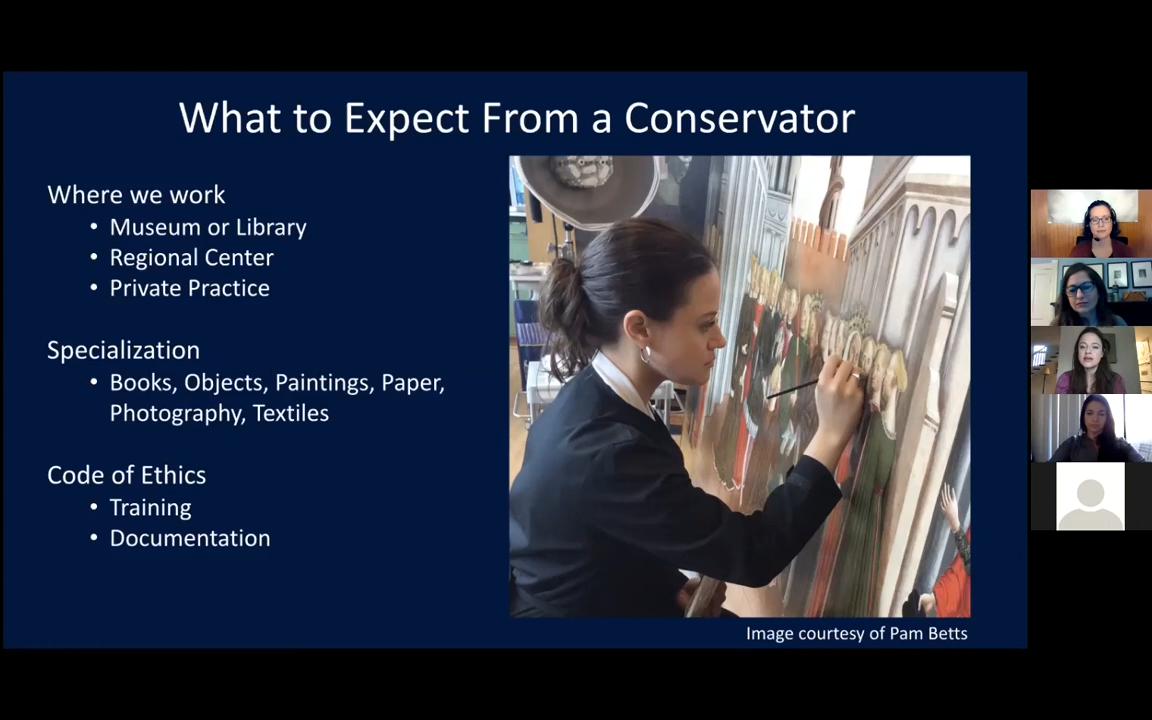 What to Expect From a Conservator
Where we work
• Museum or Library
• Regional Center
• Private Practice
Specialization
• Books, Objects, Paintings, Paper,
Photography, Textiles
Code of Ethics
• Training
• Documentation
Image courtesy of Pam Betts